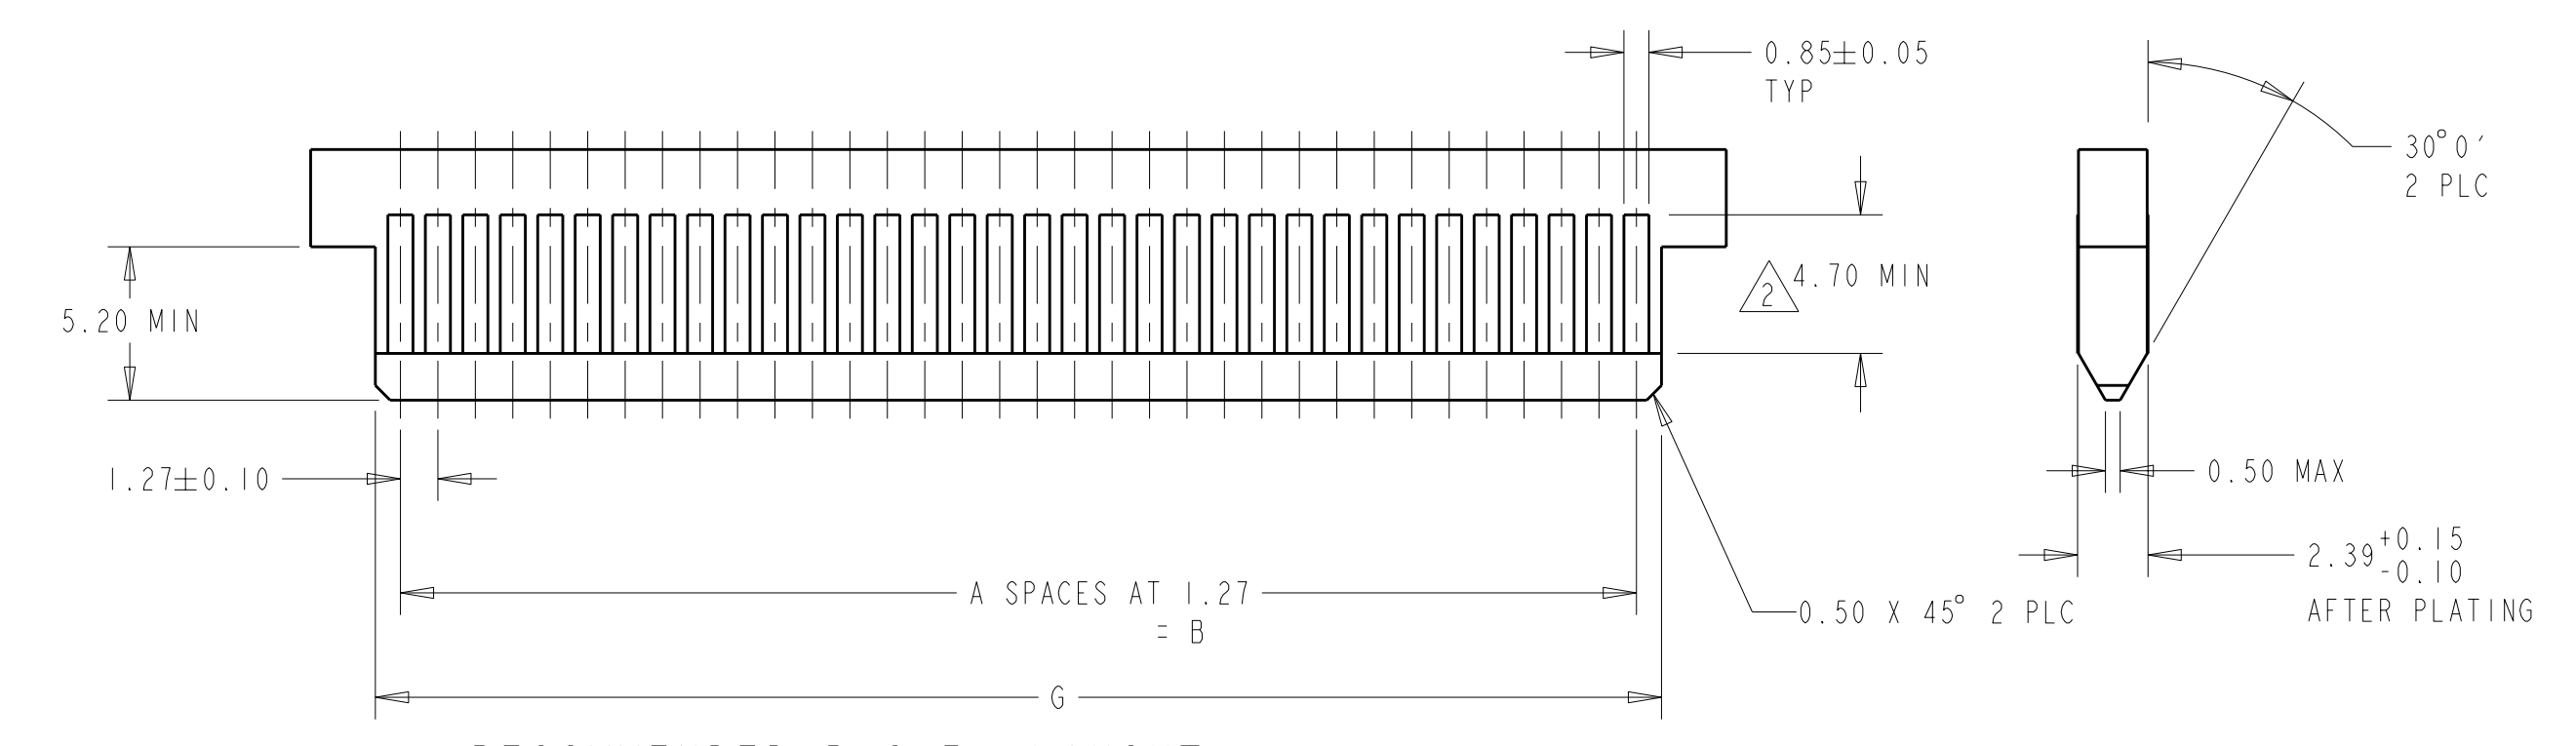 0.85±0.05
TYP
30°0′
2 PLC
2
4.70 MIN
5.20 MIN
1.27±0.10
0.50 MAX
2.39 +0.15
-0.10
AFTER PLATING
A SPACES AT 1.27
= B
0.50 X 45° 2 PLC
G